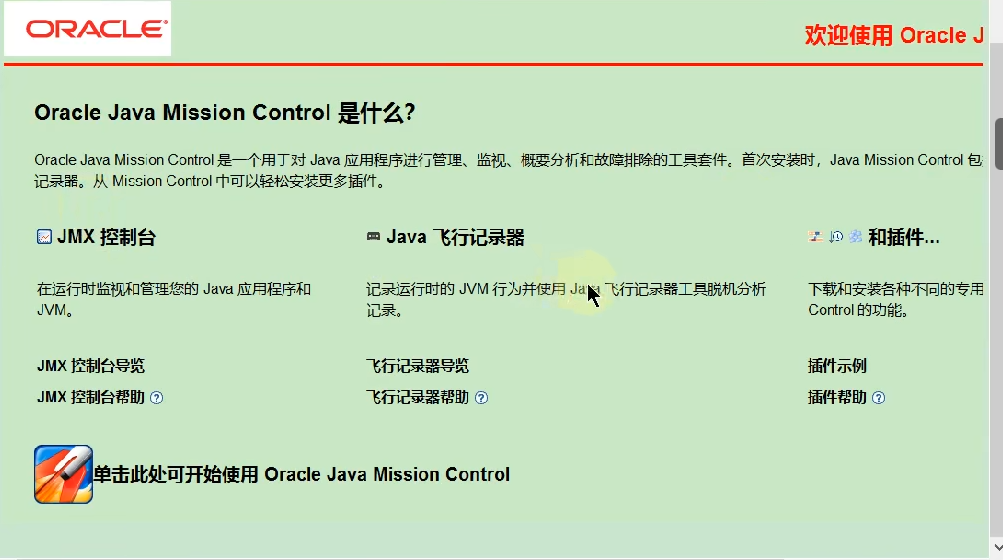 ORACLE
欢迎使用 Oracle J
Oracle Java Mission Control 是什么?
Oracle Java Mission Control 是一个用于对 Java 应用程序进行管理、监视、概要分析和故障排除的工具套件。首次安装时，Java Mission Control 包
记录器。从 Mission Control 中可以轻松安装更多插件。
JMX 控制台
Java 飞行记录器
和插件...
在运行时监视和管理您的 Java 应用程序和
JVM。
记录运行时的 JVM 行为并使用 Java 飞行记录器工具脱机分析
记录。
下载和安装各种不同的专用
Control 的功能。
JMX 控制台导览
飞行记录器导览
插件示例
JMX 控制台帮助
飞行记录器帮助
插件帮助
单击此处可开始使用 Oracle Java Mission Control